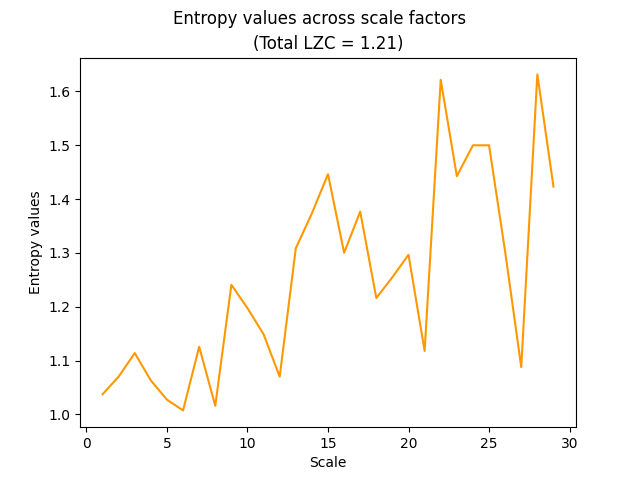 Entropy values across scale factors
(Total LZC = 1.21)
1.6
1.5
1.4
1.3
1.2
1.1
1.0
Entropy values
0 5 10 15 20 25 30
Scale